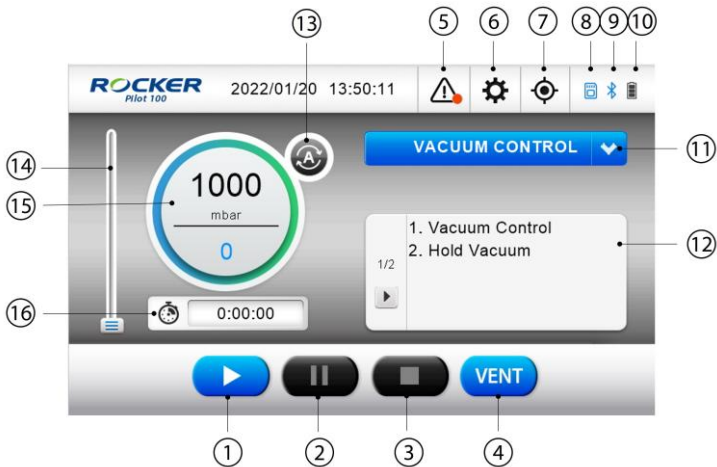 13
5
6
7
8
9
10
ROCKER
Pilot 100
2022/01/20 13:50:11
A
VACUUM CONTROL
11
14
15
1000
mbar
0
1. Vacuum Control
2. Hold Vacuum
1/2
12
16
0:00:00
VENT
1
2
3
4